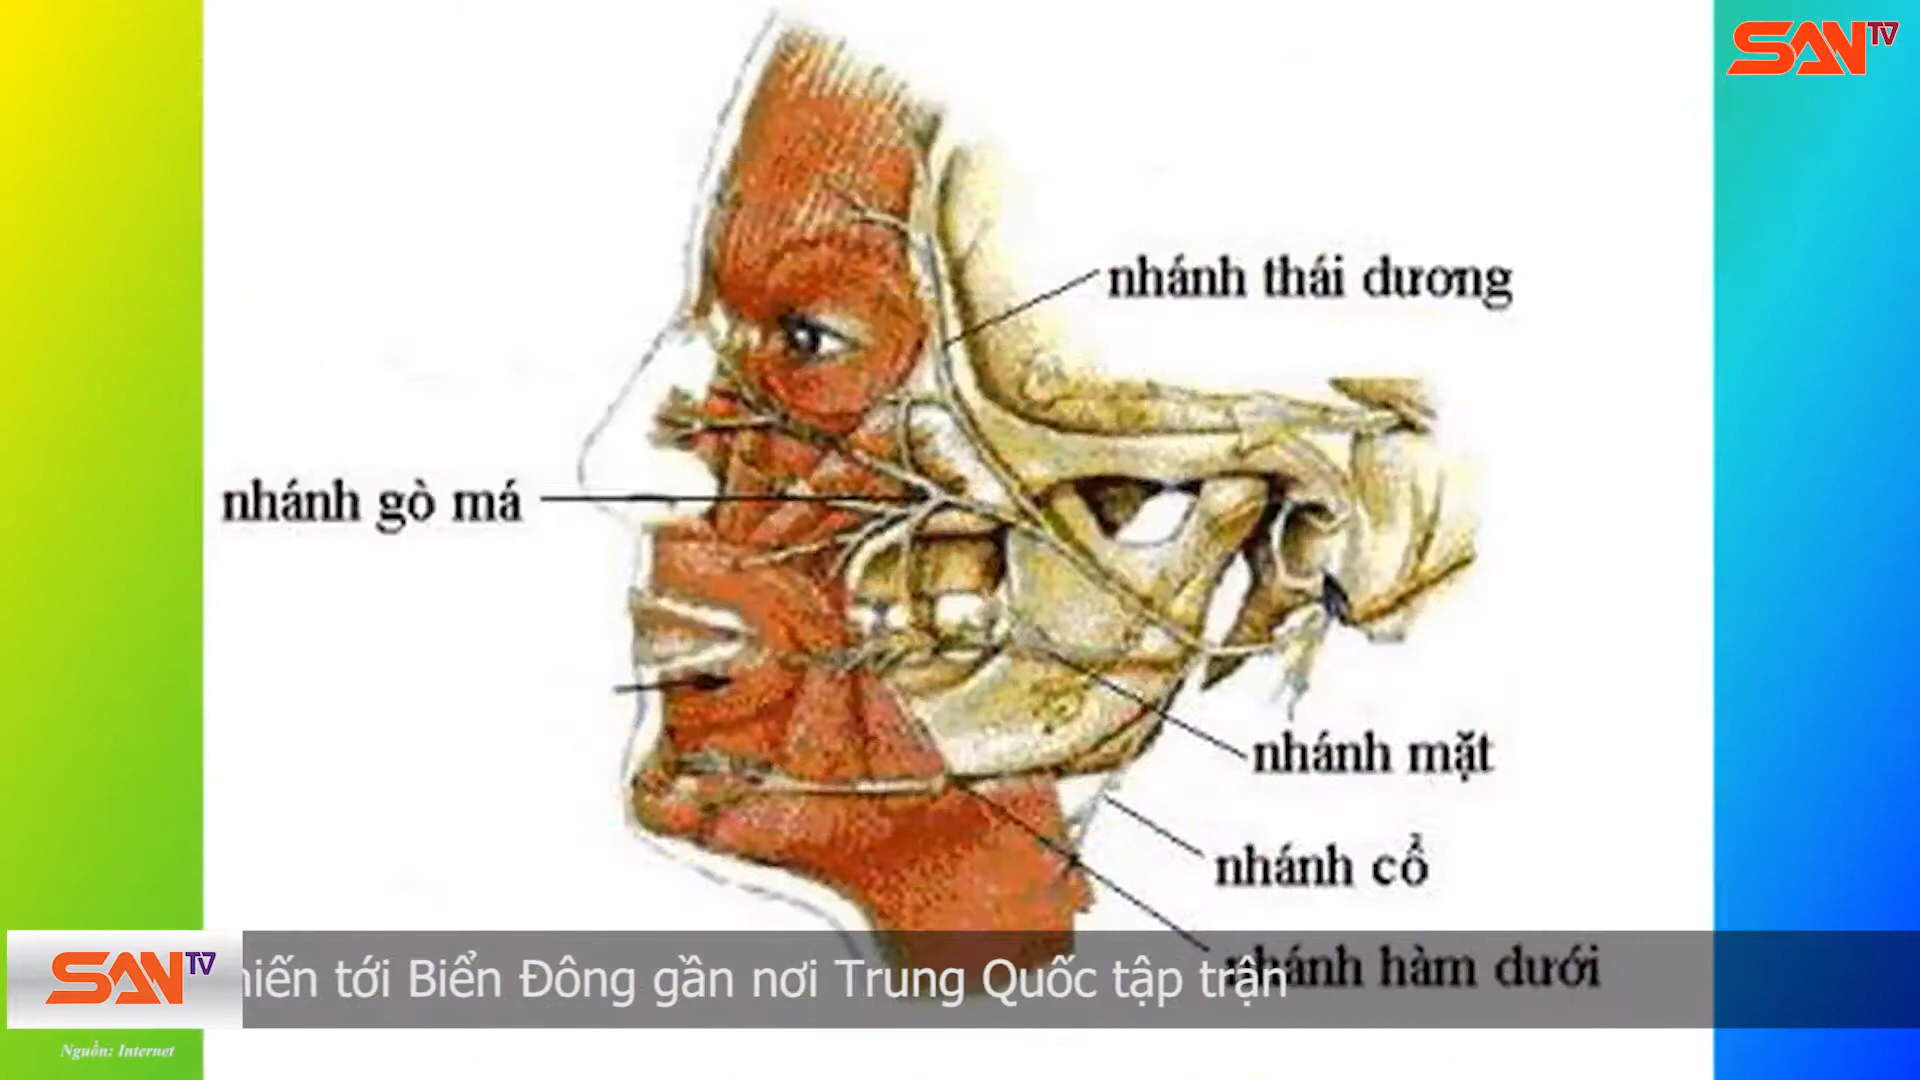 SAN TV
nhánh thái dương
nhánh gò má
nhánh mặt
nhánh cổ
nhánh hàm dưới
SAN TV
tới Biển Đông gần nơi Trung Quốc tập trận
Nguồn: Internet